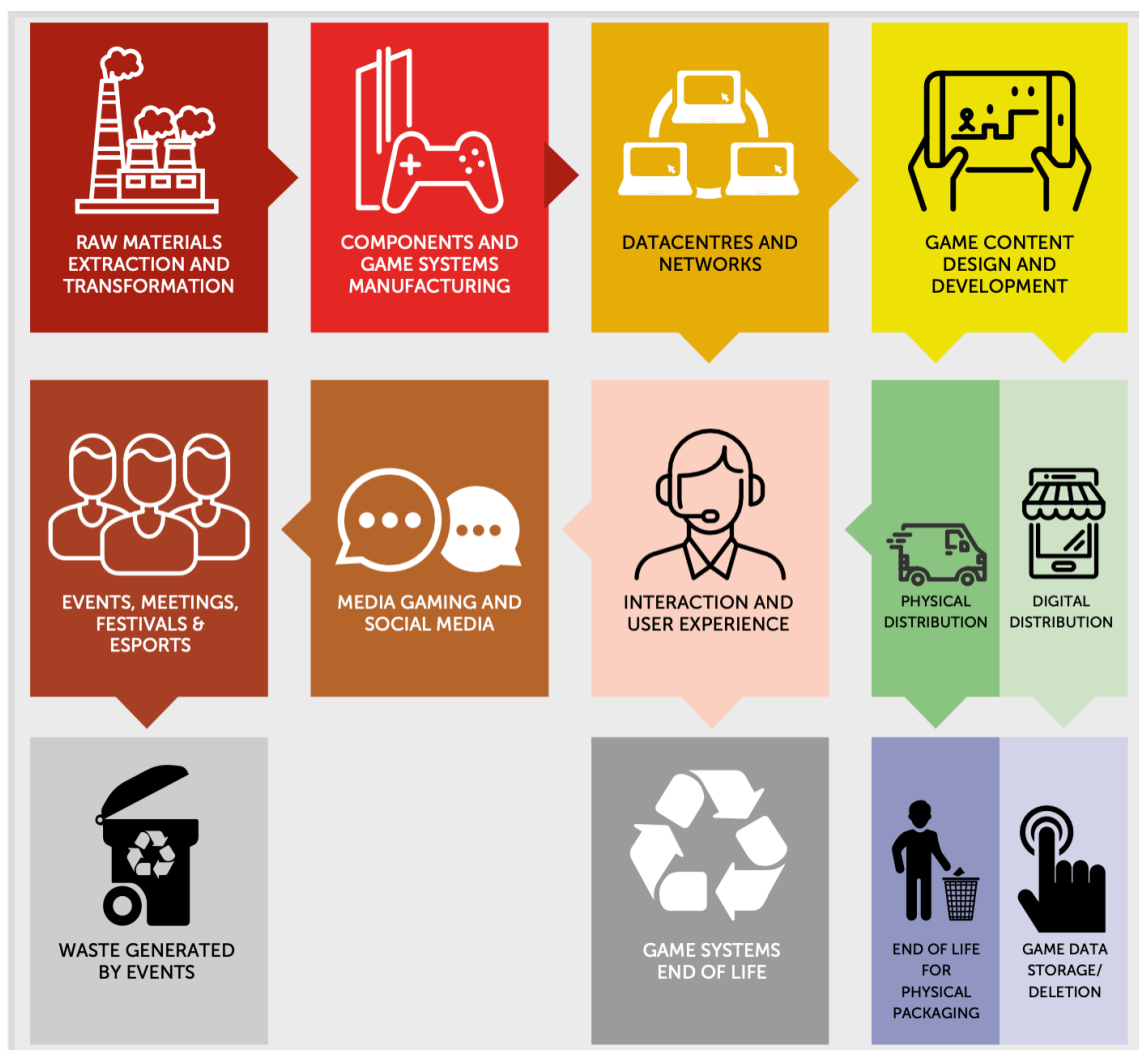 RAW MATERIALS
EXTRACTION AND
TRANSFORMATION
COMPONENTS AND
GAME SYSTEMS
MANUFACTURING
DATACENTRES AND
NETWORKS
GAME CONTENT
DESIGN AND
DEVELOPMENT
EVENTS, MEETINGS,
FESTIVALS &
ESPORTS
MEDIA GAMING AND
SOCIAL MEDIA
INTERACTION AND
USER EXPERIENCE
PHYSICAL
DISTRIBUTION
DIGITAL
DISTRIBUTION
WASTE GENERATED
BY EVENTS
GAME SYSTEMS
END OF LIFE
END OF LIFE
FOR
PHYSICAL
PACKAGING
GAME DATA
STORAGE/
DELETION